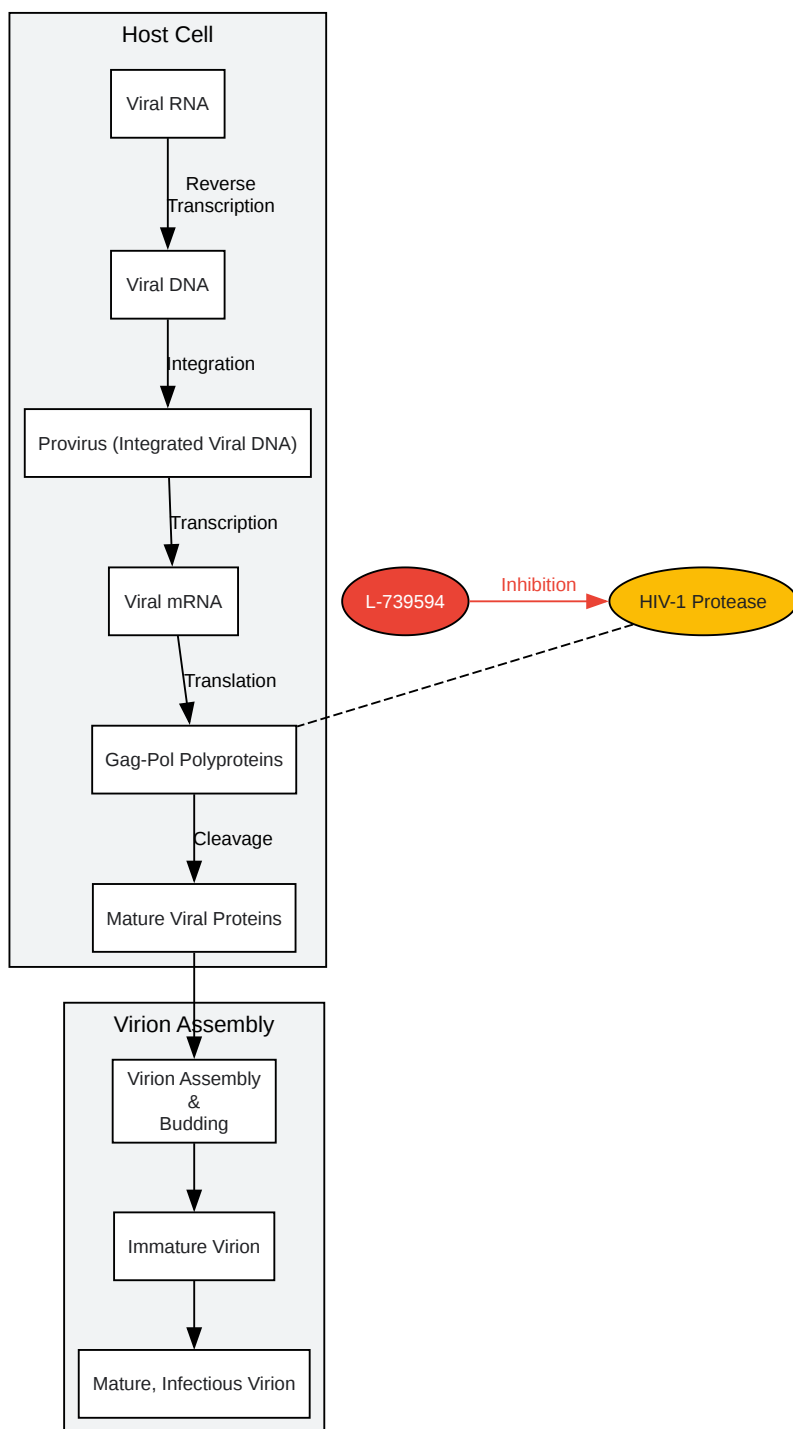 Host Cell
Viral RNA
Reverse
Transcription
Viral DNA
Integration
Provirus (Integrated Viral DNA)
Transcription
Viral mRNA
L-739594
Inhibition
HIV-1 Protease
Translation
Gag-Pol Polyproteins
Cleavage
Mature Viral Proteins
Virion Assembly
Virion Assembly
&
Budding
Immature Virion
Mature, Infectious Virion